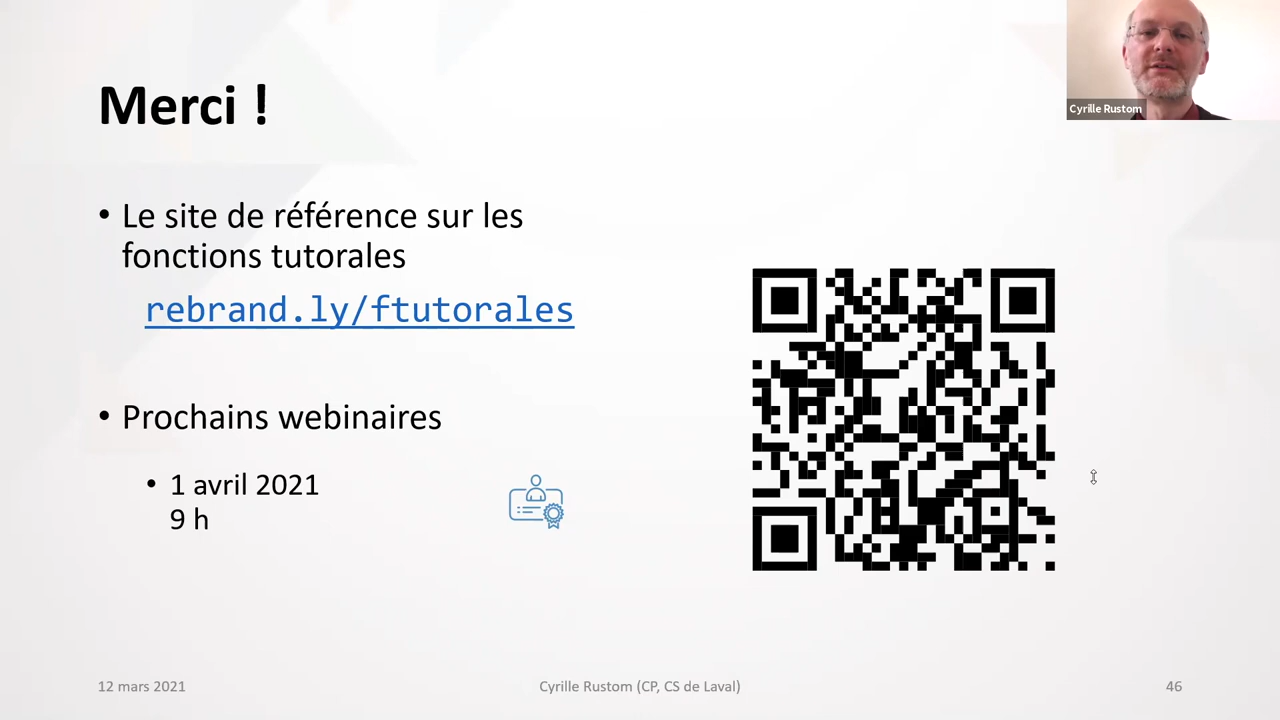 Merci !
Cyrille Rustom
• Le site de référence sur les
fonctions tutorales
rebrand.ly/ftutorales
• Prochains webinaires
• 1 avril 2021
9 h
12 mars 2021
Cyrille Rustom (CP, CS de Laval)
46